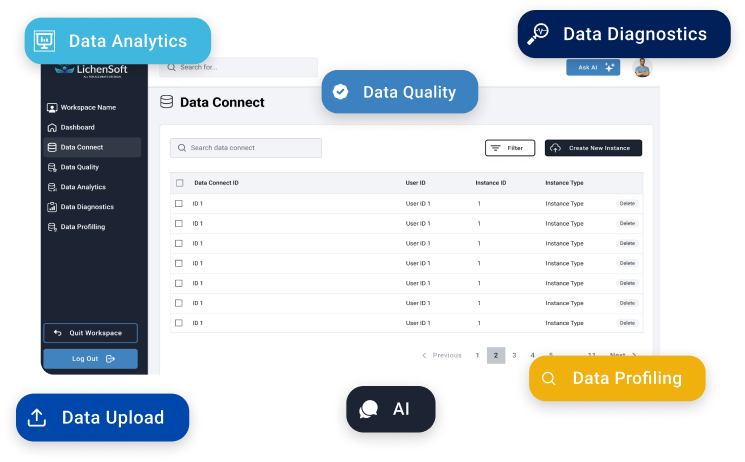 Data Analytics
Data Diagnostics
LichenSoft
Search for...
Ask AI
Data Quality
Data Connect
Workspace Name
Dashboard
Data Connect
Data Quality
Data Analytics
Data Diagnostics
Data Profilling
Quit Workspace
Log Out
Search data connect
Filter
Create New Instance
Data Connect ID User ID Instance ID Instance Type
ID 1 User ID 1 1 Instance Type Delete
ID 1 User ID 1 1 Instance Type Delete
ID 1 User ID 1 1 Instance Type Delete
ID 1 User ID 1 1 Instance Type Delete
ID 1 User ID 1 1 Instance Type Delete
ID 1 User ID 1 1 Instance Type Delete
ID 1 User ID 1 1 Instance Type Delete
Previous 1 2 3 4 5 ... 11 Next
Data Profiling
Data Upload
AI